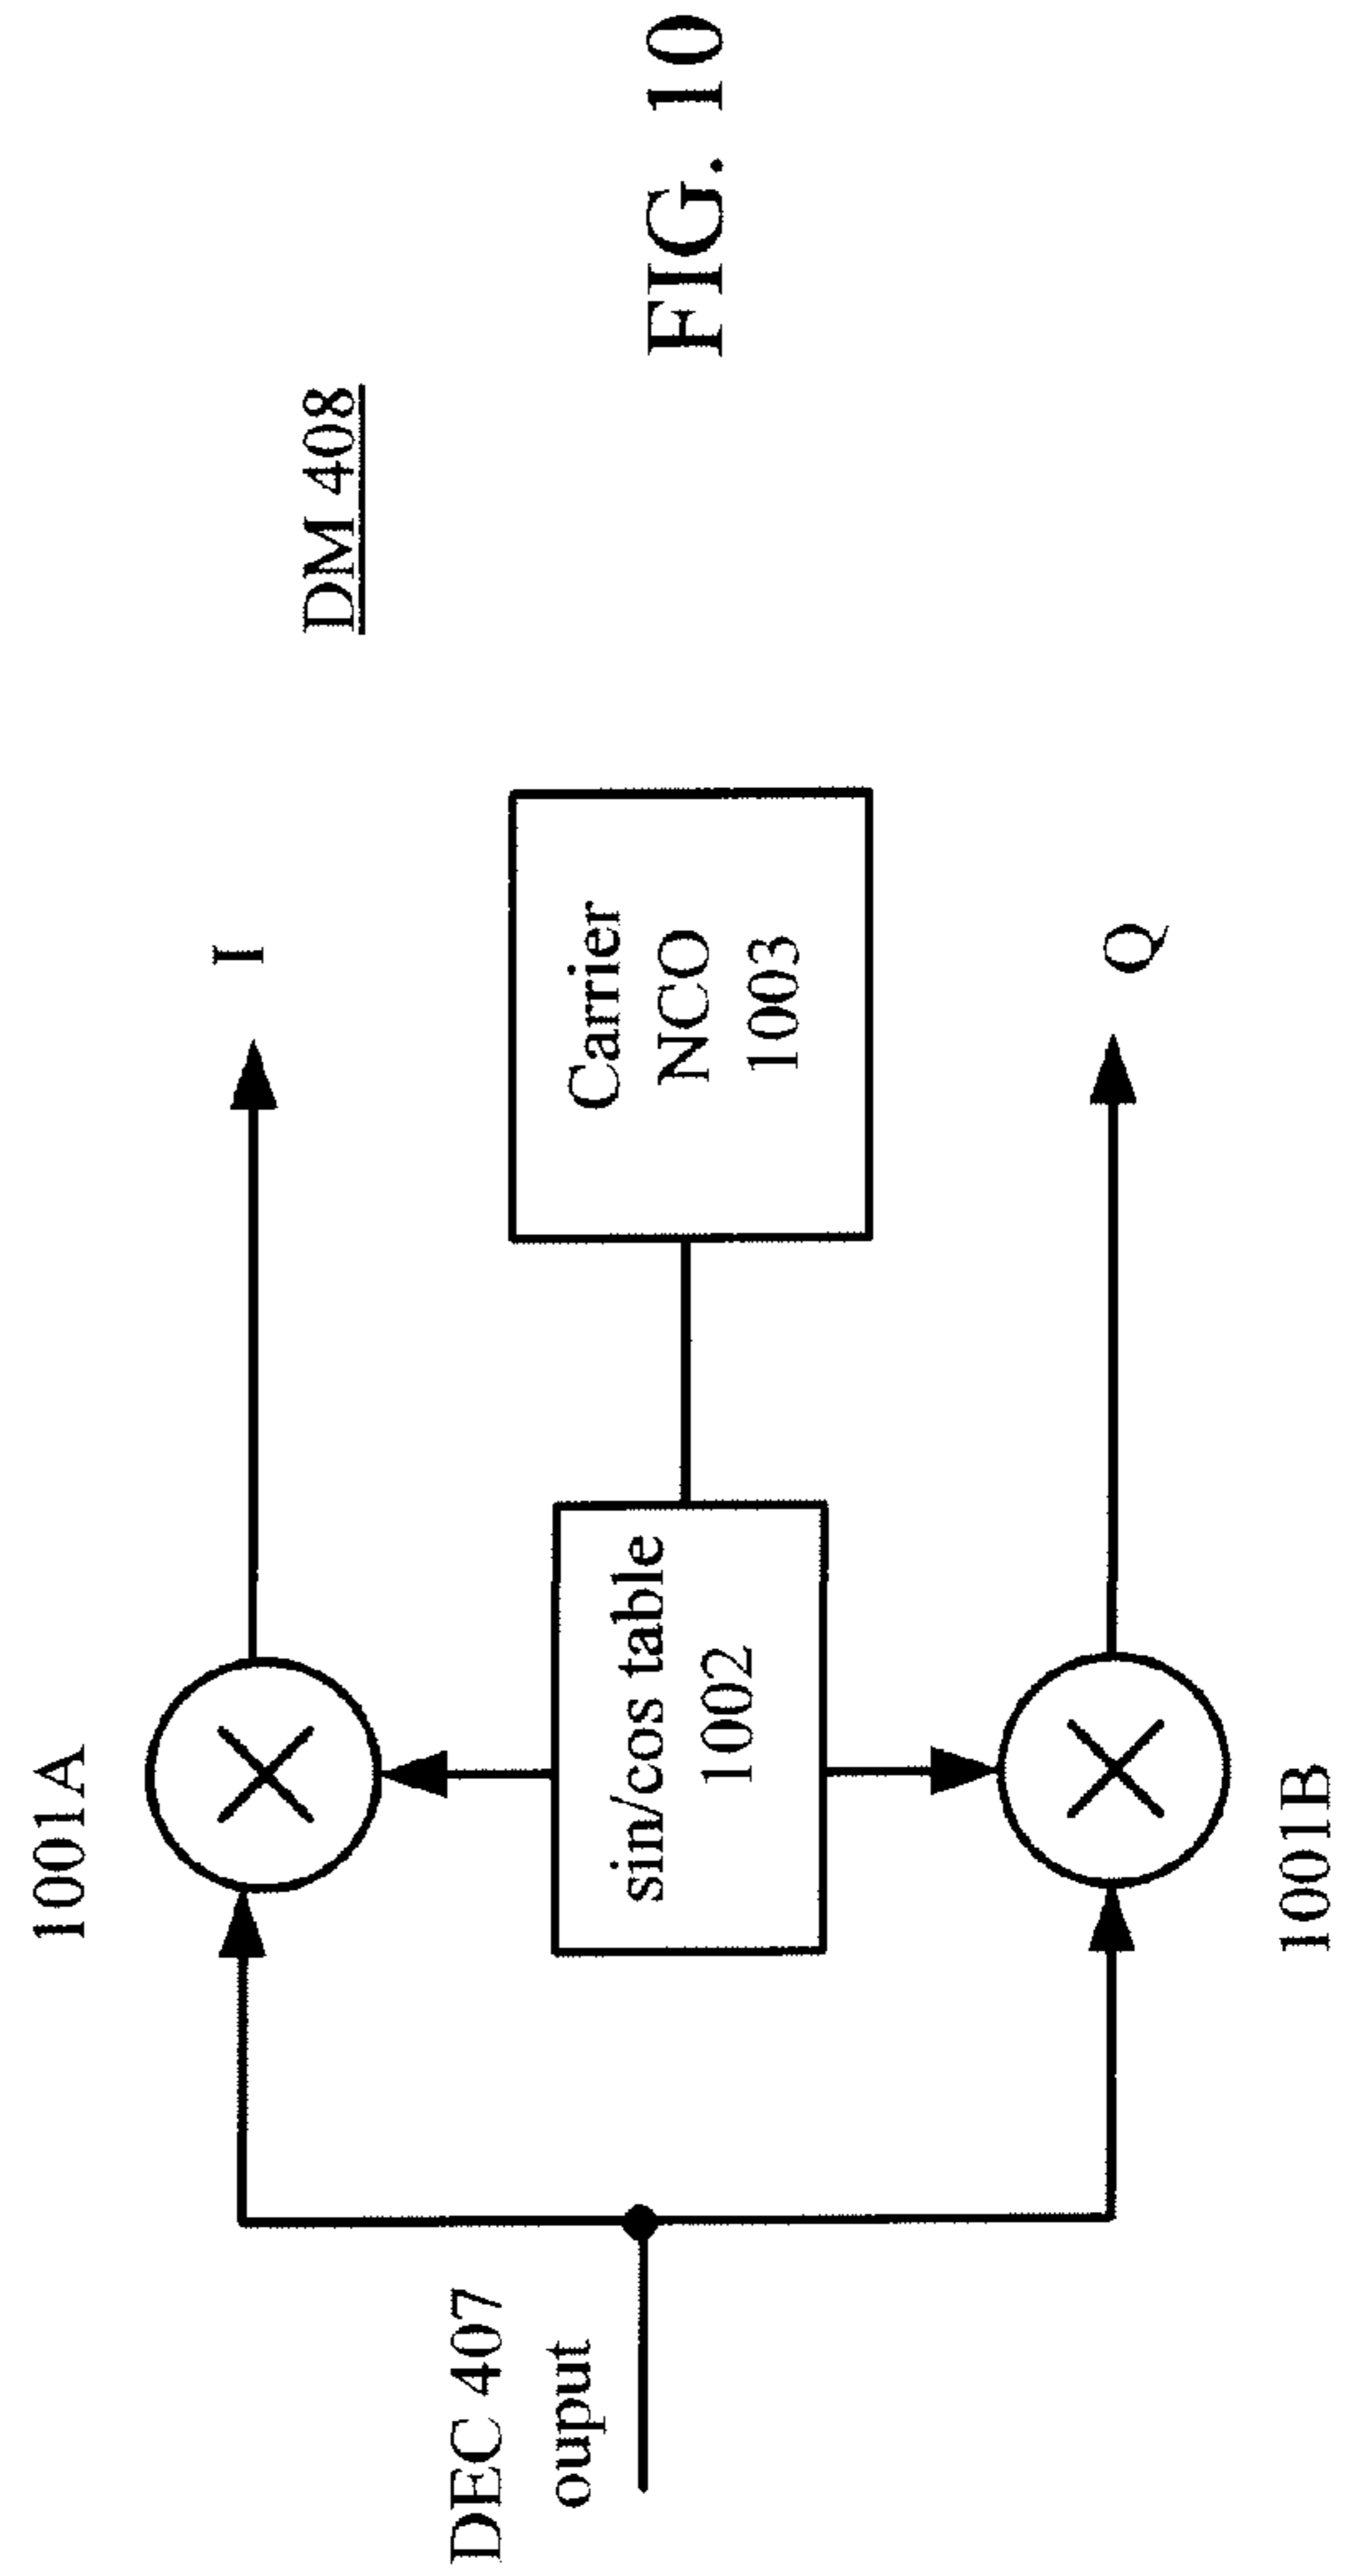 1001A
I
DM 408
DEC 407
ouput
sin/cos table
1002
Carrier
NCO
1003
FIG. 10
Q
1001B